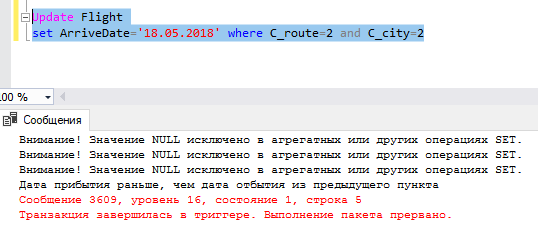 Update Flight
set ArriveDate='18.05.2018' where C_route=2 and C_city=2
100 %
Сообщения
Внимание! Значение NULL исключено в агрегатных или других операциях SET.
Внимание! Значение NULL исключено в агрегатных или других операциях SET.
Внимание! Значение NULL исключено в агрегатных или других операциях SET.
Дата прибытия раньше, чем дата отбытия из предыдущего пункта
Сообщение 3609, уровень 16, состояние 1, строка 5
Транзакция завершилась в триггере. Выполнение пакета прервано.